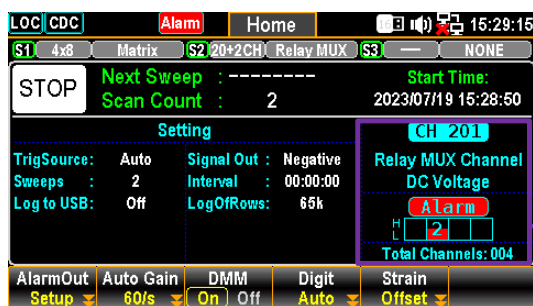 LOC CDC Alarm Home 15:29:15
S1 4x8 Matrix S2 20+2CH Relay MUX S3 — NONE
STOP
Next Sweep : --------
Scan Count : 2
Start Time:
2023/07/19 15:28:50
Setting
TrigSource: Auto Signal Out : Negative
Sweeps : 2 Interval : 00:00:00
Log to USB: Off LogOfRows: 65k
CH 201
Relay MUX Channel
DC Voltage
Alarm
H
L 2
Total Channels: 004
AlarmOut Auto Gain DMM Digit Strain
Setup 60/s On Off Auto Offset